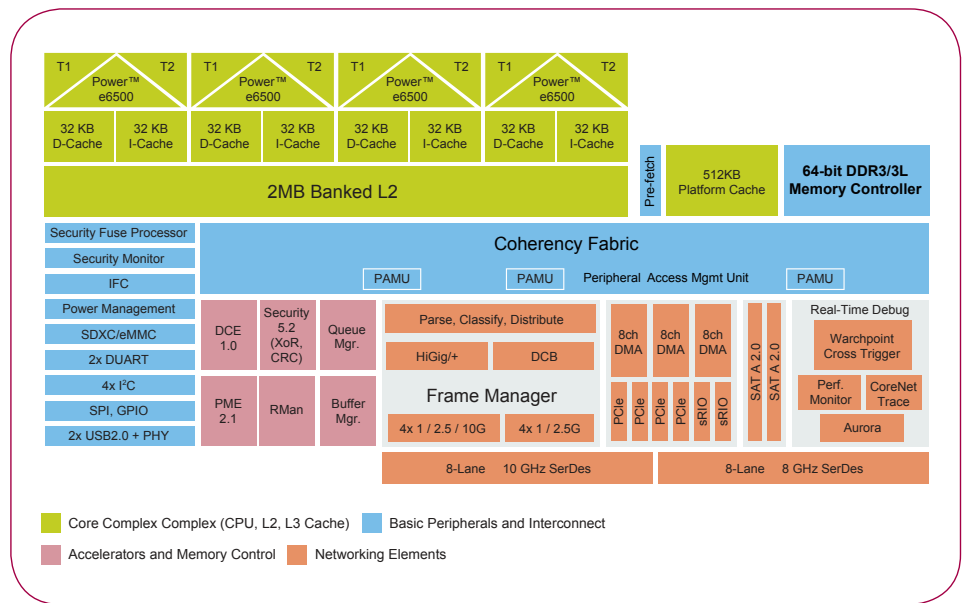 T1
T2
Power™
e6500
T1
T2
Power™
e6500
T1
T2
Power™
e6500
T1
T2
Power™
e6500
32 KB
D-Cache
32 KB
I-Cache
32 KB
D-Cache
32 KB
I-Cache
32 KB
D-Cache
32 KB
I-Cache
32 KB
D-Cache
32 KB
I-Cache
2MB Banked L2
Pre-fetch
512KB
Platform Cache
64-bit DDR3/3L
Memory Controller
Security Fuse Processor
Security Monitor
IFC
Power Management
SDXC/eMMC
2x DUART
4x I²C
SPI, GPIO
2x USB2.0 + PHY
Coherency Fabric
PAMU
PAMU
Peripheral Access Mgmt Unit
PAMU
DCE
1.0
Security
5.2
(XoR,
CRC)
Queue
Mgr.
PME
2.1
RMan
Buffer
Mgr.
Parse, Classify, Distribute
HiGig/+
DCB
Frame Manager
4x 1 / 2.5 / 10G
4x 1 / 2.5G
8ch
DMA
8ch
DMA
8ch
DMA
PCIe
PCIe
PCIe
PCIe
sRIO
sRIO
SAT A 2.0
SAT A 2.0
Real-Time Debug
Warchpoint
Cross Trigger
Perf.
Monitor
CoreNet
Trace
Aurora
8-Lane 10 GHz SerDes
8-Lane 8 GHz SerDes
Core Complex Complex (CPU, L2, L3 Cache)
Basic Peripherals and Interconnect
Accelerators and Memory Control
Networking Elements